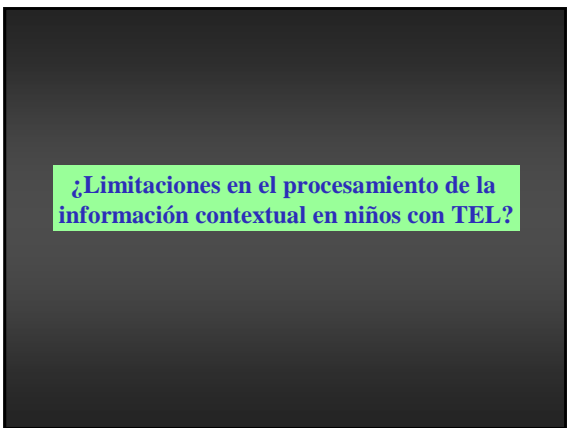 ¿Limitaciones en el procesamiento de la
información contextual en niños con TEL?